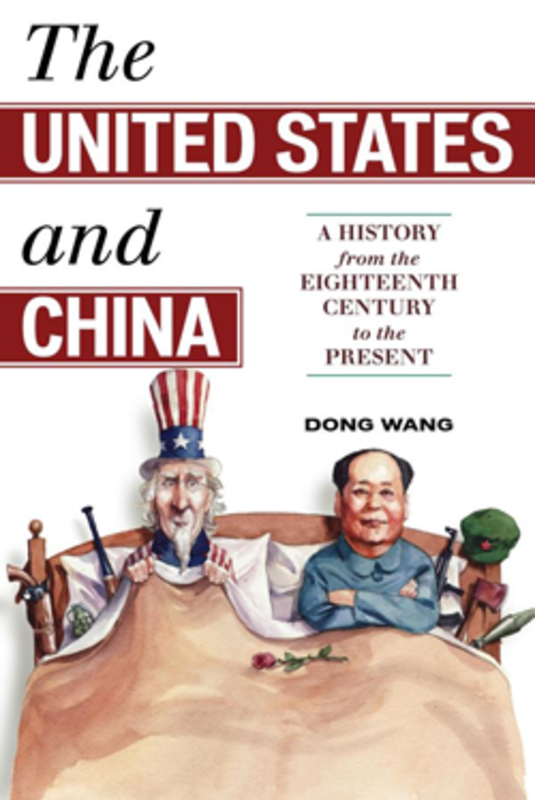 The
UNITED STATES
and
CHINA
A HISTORY
from the
EIGHTEENTH
CENTURY
to the
PRESENT
DONG WANG